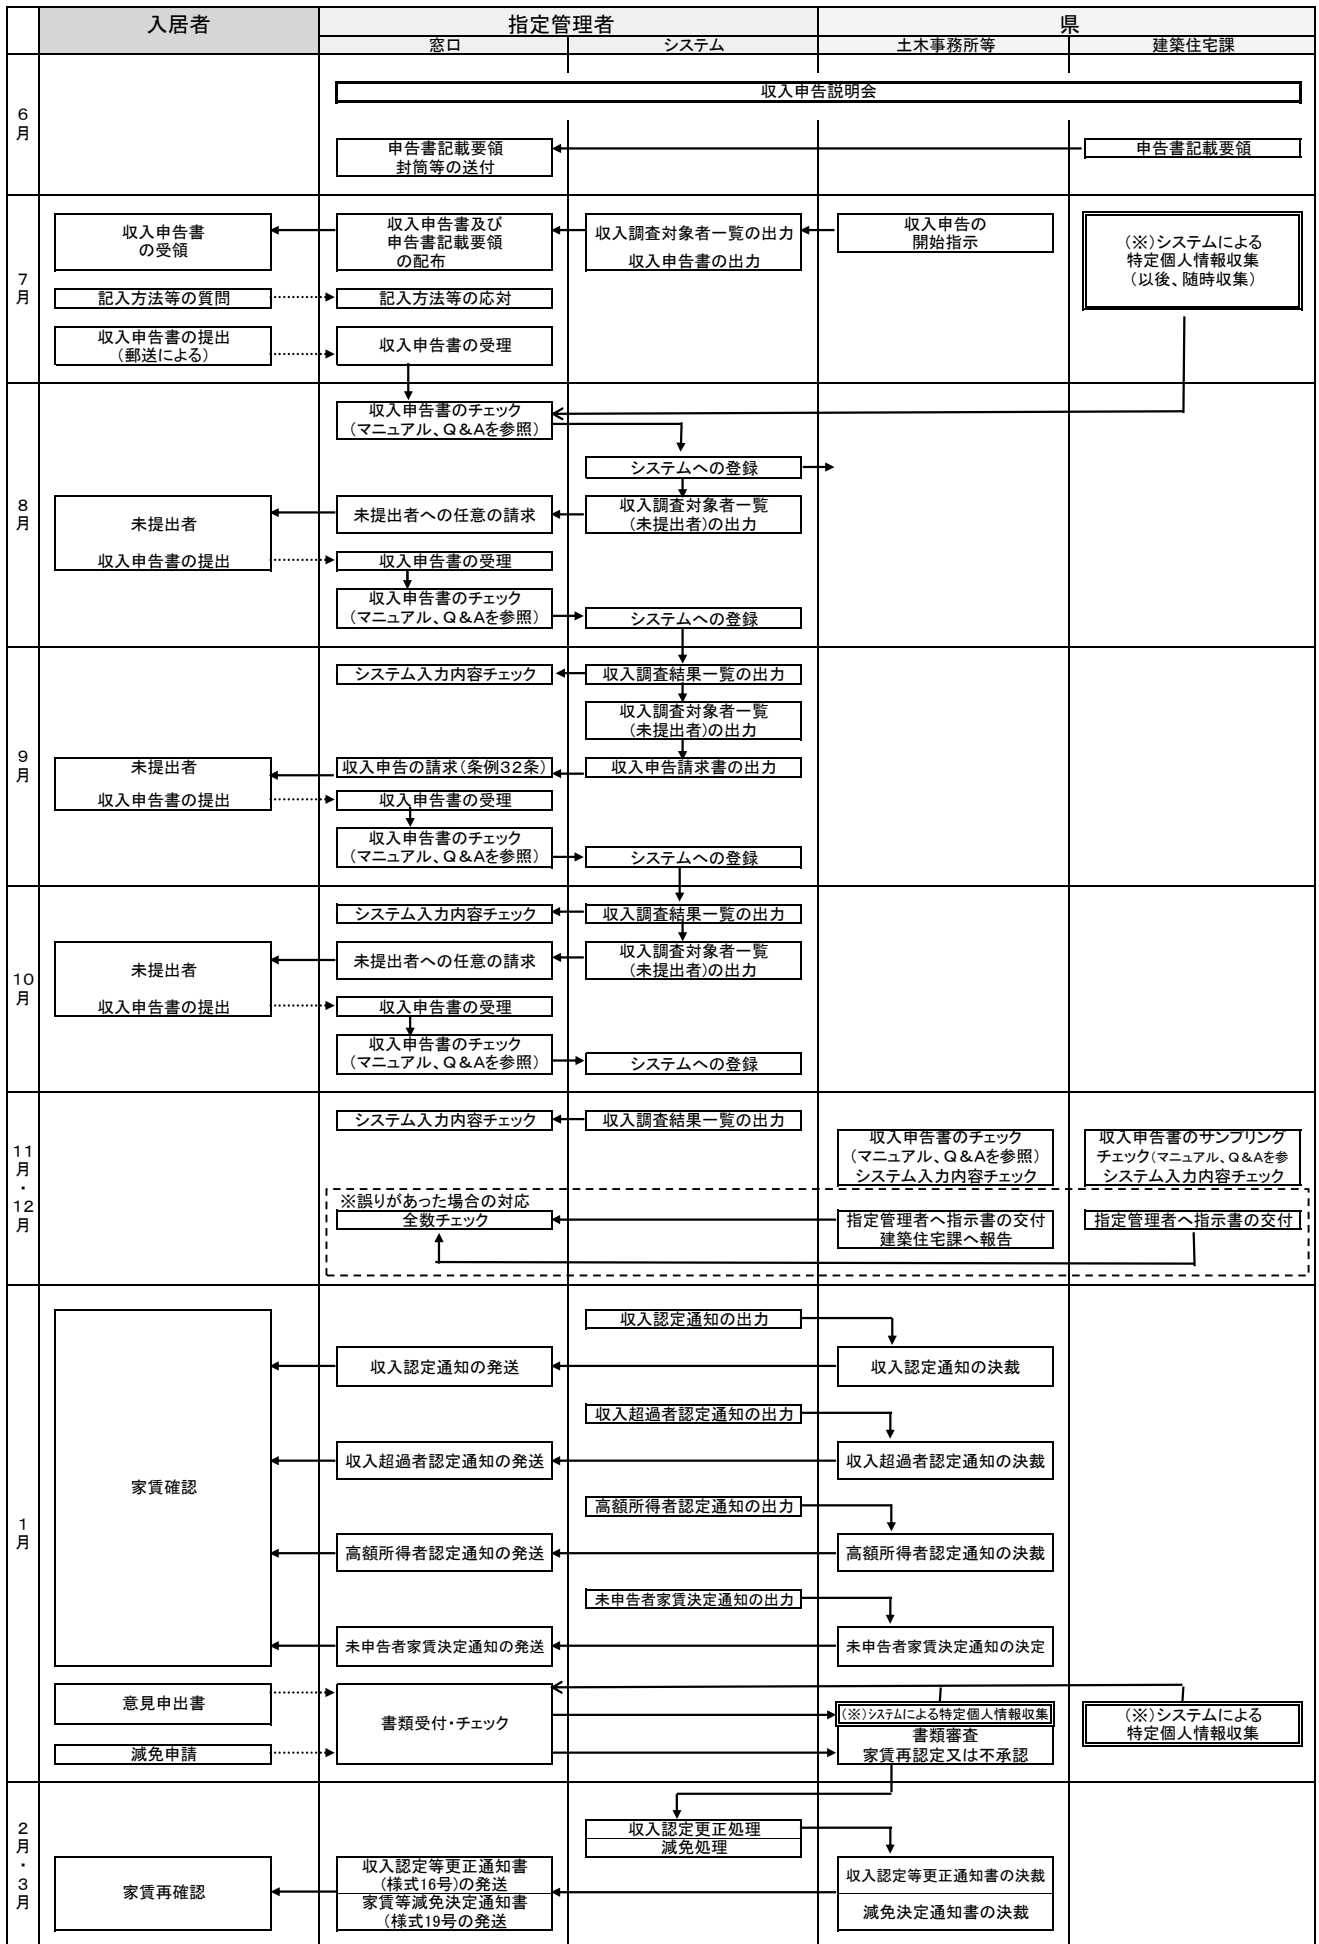 入居者
指定管理者
県
窓口
システム
土木事務所等
建築住宅課
6
月
収入申告説明会
申告書記載要領
封筒等の送付
申告書記載要領
7
月
収入申告書
の受領
収入申告書及び
申告書記載要領
の配布
収入調査対象者一覧の出力
収入申告書の出力
収入申告の
開始指示
(※)システムによる
特定個人情報収集
(以後、随時収集)
記入方法等の質問
記入方法等の応対
収入申告書の提出
(郵送による)
収入申告書の受理
8
月
収入申告書のチェック
(マニュアル、Q&Aを参照)
システムへの登録
未提出者
収入申告書の提出
未提出者への任意の請求
収入調査対象者一覧
(未提出者)の出力
収入申告書の受理
収入申告書のチェック
(マニュアル、Q&Aを参照)
システムへの登録
9
月
システム入力内容チェック
収入調査結果一覧の出力
収入調査対象者一覧
(未提出者)の出力
未提出者
収入申告書の提出
収入申告の請求(条例32条)
収入申告請求書の出力
収入申告書の受理
収入申告書のチェック
(マニュアル、Q&Aを参照)
システムへの登録
10
月
システム入力内容チェック
収入調査結果一覧の出力
未提出者
収入申告書の提出
未提出者への任意の請求
収入調査対象者一覧
(未提出者)の出力
収入申告書の受理
収入申告書のチェック
(マニュアル、Q&Aを参照)
システムへの登録
11
月
・
12
月
システム入力内容チェック
収入調査結果一覧の出力
収入申告書のチェック
(マニュアル、Q&Aを参照)
システム入力内容チェック
収入申告書のサンプリング
チェック(マニュアル、Q&Aを参
システム入力内容チェック
※誤りがあった場合の対応
全数チェック
指定管理者へ指示書の交付
建築住宅課へ報告
指定管理者へ指示書の交付
1
月
家賃確認
収入認定通知の出力
収入認定通知の発送
収入認定通知の決裁
収入超過者認定通知の出力
収入超過者認定通知の発送
収入超過者認定通知の決裁
高額所得者認定通知の出力
高額所得者認定通知の発送
高額所得者認定通知の決裁
未申告者家賃決定通知の出力
未申告者家賃決定通知の発送
未申告者家賃決定通知の決定
意見申出書
減免申請
書類受付・チェック
(※)システムによる特定個人情報収集
書類審査
家賃再認定又は不承認
(※)システムによる
特定個人情報収集
2
月
・
3
月
収入認定更正処理
減免処理
家賃再確認
収入認定等更正通知書
(様式16号)の発送
家賃等減免決定通知書
(様式19号の発送
収入認定等更正通知書の決裁
減免決定通知書の決裁